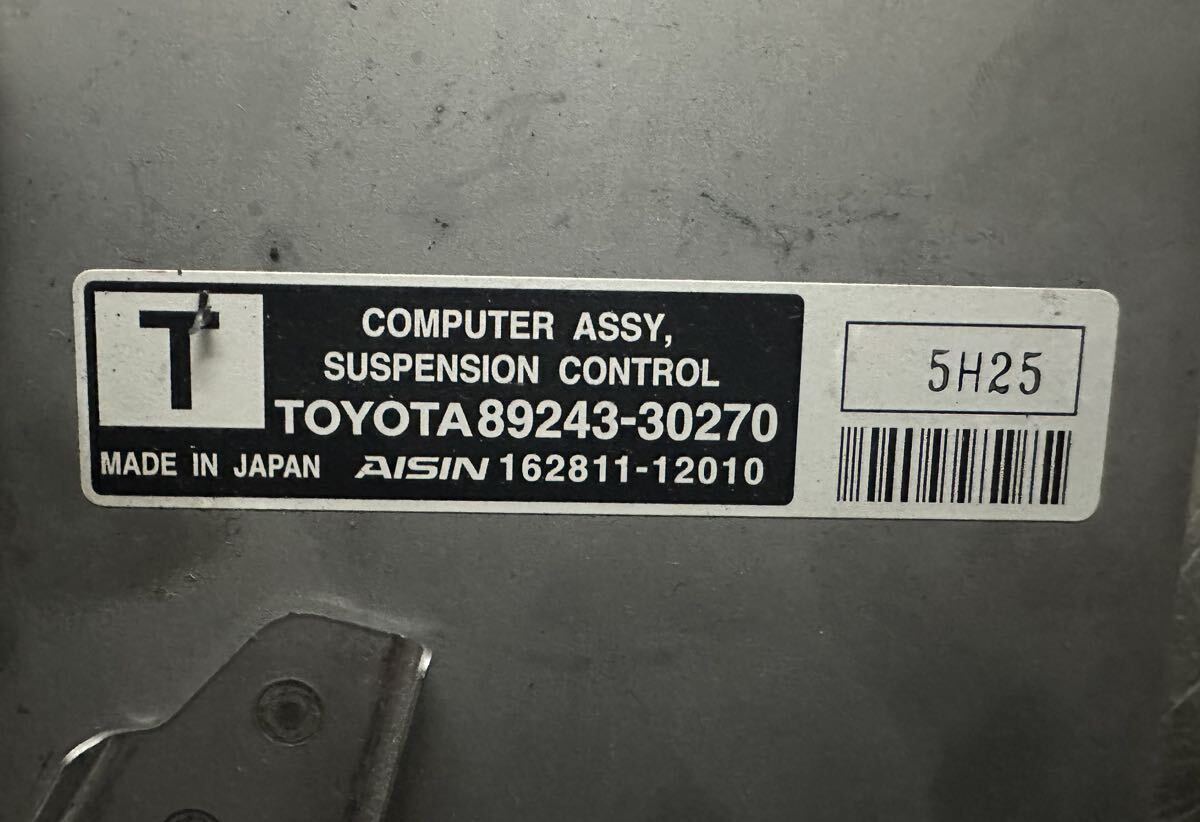 T
COMPUTER ASSY,
SUSPENSION CONTROL
TOYOTA 89243-30270
MADE IN JAPAN AISIN 162811-12010
5H25